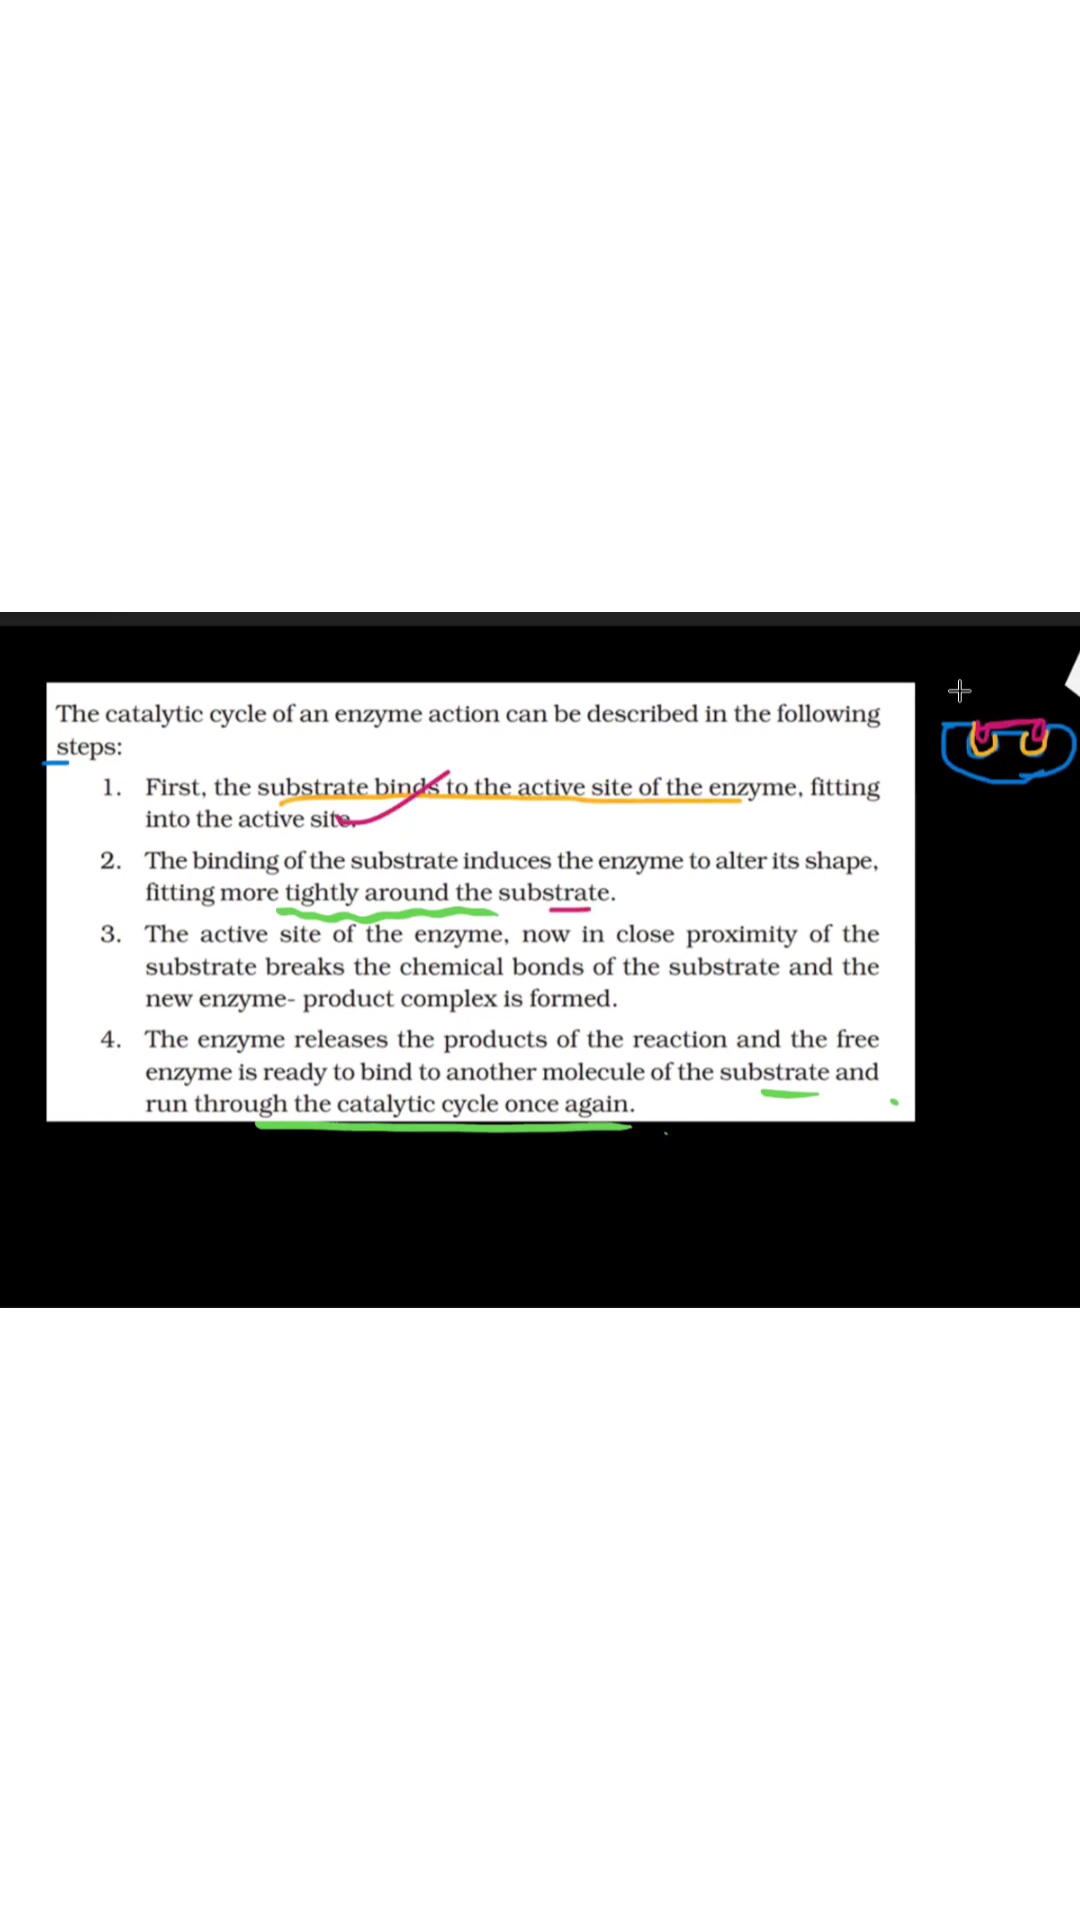 The catalytic cycle of an enzyme action can be described in the following
steps:
1. First, the substrate binds to the active site of the enzyme, fitting
into the active site.
2. The binding of the substrate induces the enzyme to alter its shape,
fitting more tightly around the substrate.
3. The active site of the enzyme, now in close proximity of the
substrate breaks the chemical bonds of the substrate and the
new enzyme- product complex is formed.
4. The enzyme releases the products of the reaction and the free
enzyme is ready to bind to another molecule of the substrate and
run through the catalytic cycle once again.